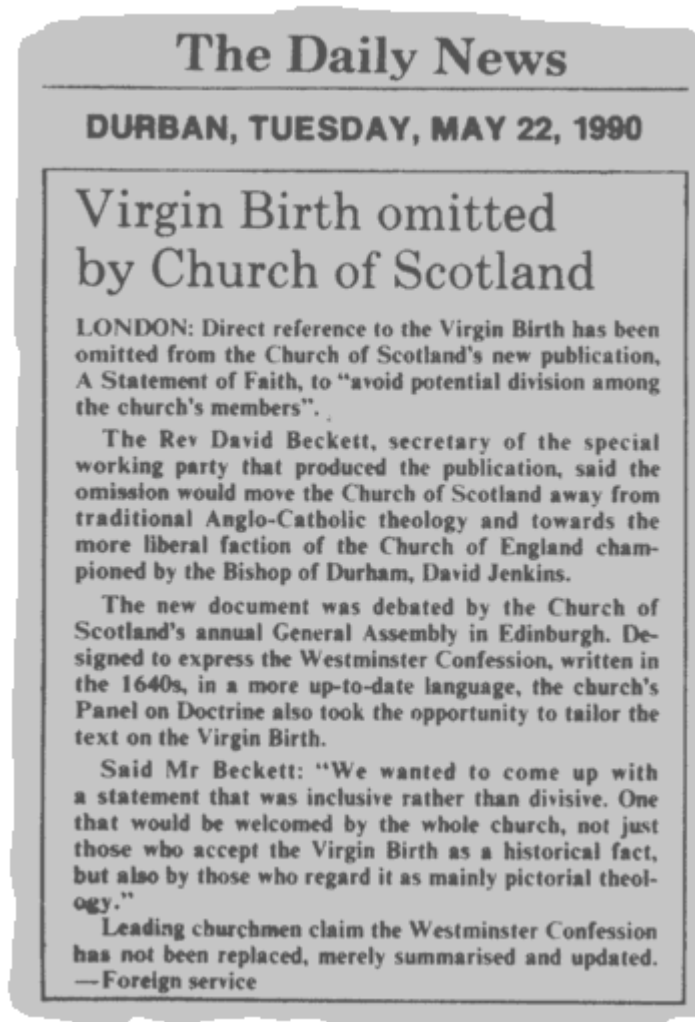 The Daily News
DURBAN, TUESDAY, MAY 22, 1990
Virgin Birth omitted
by Church of Scotland
LONDON: Direct reference to the Virgin Birth has been
omitted from the Church of Scotland's new publication,
A Statement of Faith, to "avoid potential division among
the church's members".
The Rev David Beckett, secretary of the special
working party that produced the publication, said the
omission would move the Church of Scotland away from
traditional Anglo-Catholic theology and towards the
more liberal faction of the Church of England cham-
pioned by the Bishop of Durham, David Jenkins.
The new document was debated by the Church of
Scotland's annual General Assembly in Edinburgh. De-
signed to express the Westminster Confession, written in
the 1640s, in a more up-to-date language, the church's
Panel on Doctrine also took the opportunity to tailor the
text on the Virgin Birth.
Said Mr Beckett: "We wanted to come up with
a statement that was inclusive rather than divisive. One
that would be welcomed by the whole church, not just
those who accept the Virgin Birth as a historical fact,
but also by those who regard it as mainly pictorial theol-
ogy."
Leading churchmen claim the Westminster Confession
has not been replaced, merely summarised and updated.
—Foreign service